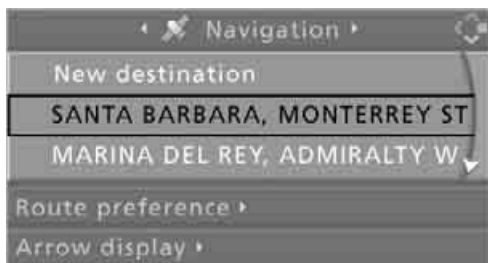 Navigation
New destination
SANTA BARBARA, MONTERREY ST
MARINA DEL REY, ADMIRALTY W
Route preference
Arrow display